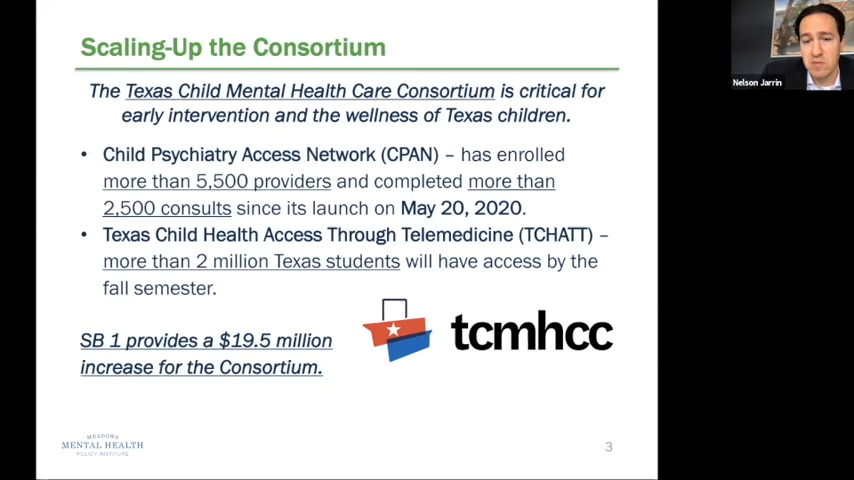 Scaling-Up the Consortium
The Texas Child Mental Health Care Consortium is critical for
early intervention and the wellness of Texas children.
• Child Psychiatry Access Network (CPAN) – has enrolled
more than 5,500 providers and completed more than
2,500 consults since its launch on May 20, 2020.
• Texas Child Health Access Through Telemedicine (TCHATT) –
more than 2 million Texas students will have access by the
fall semester.
SB 1 provides a $19.5 million
increase for the Consortium.
tcmhcc
MEADOWS
MENTAL HEALTH
POLICY INSTITUTE
3
Nelson Jarrin